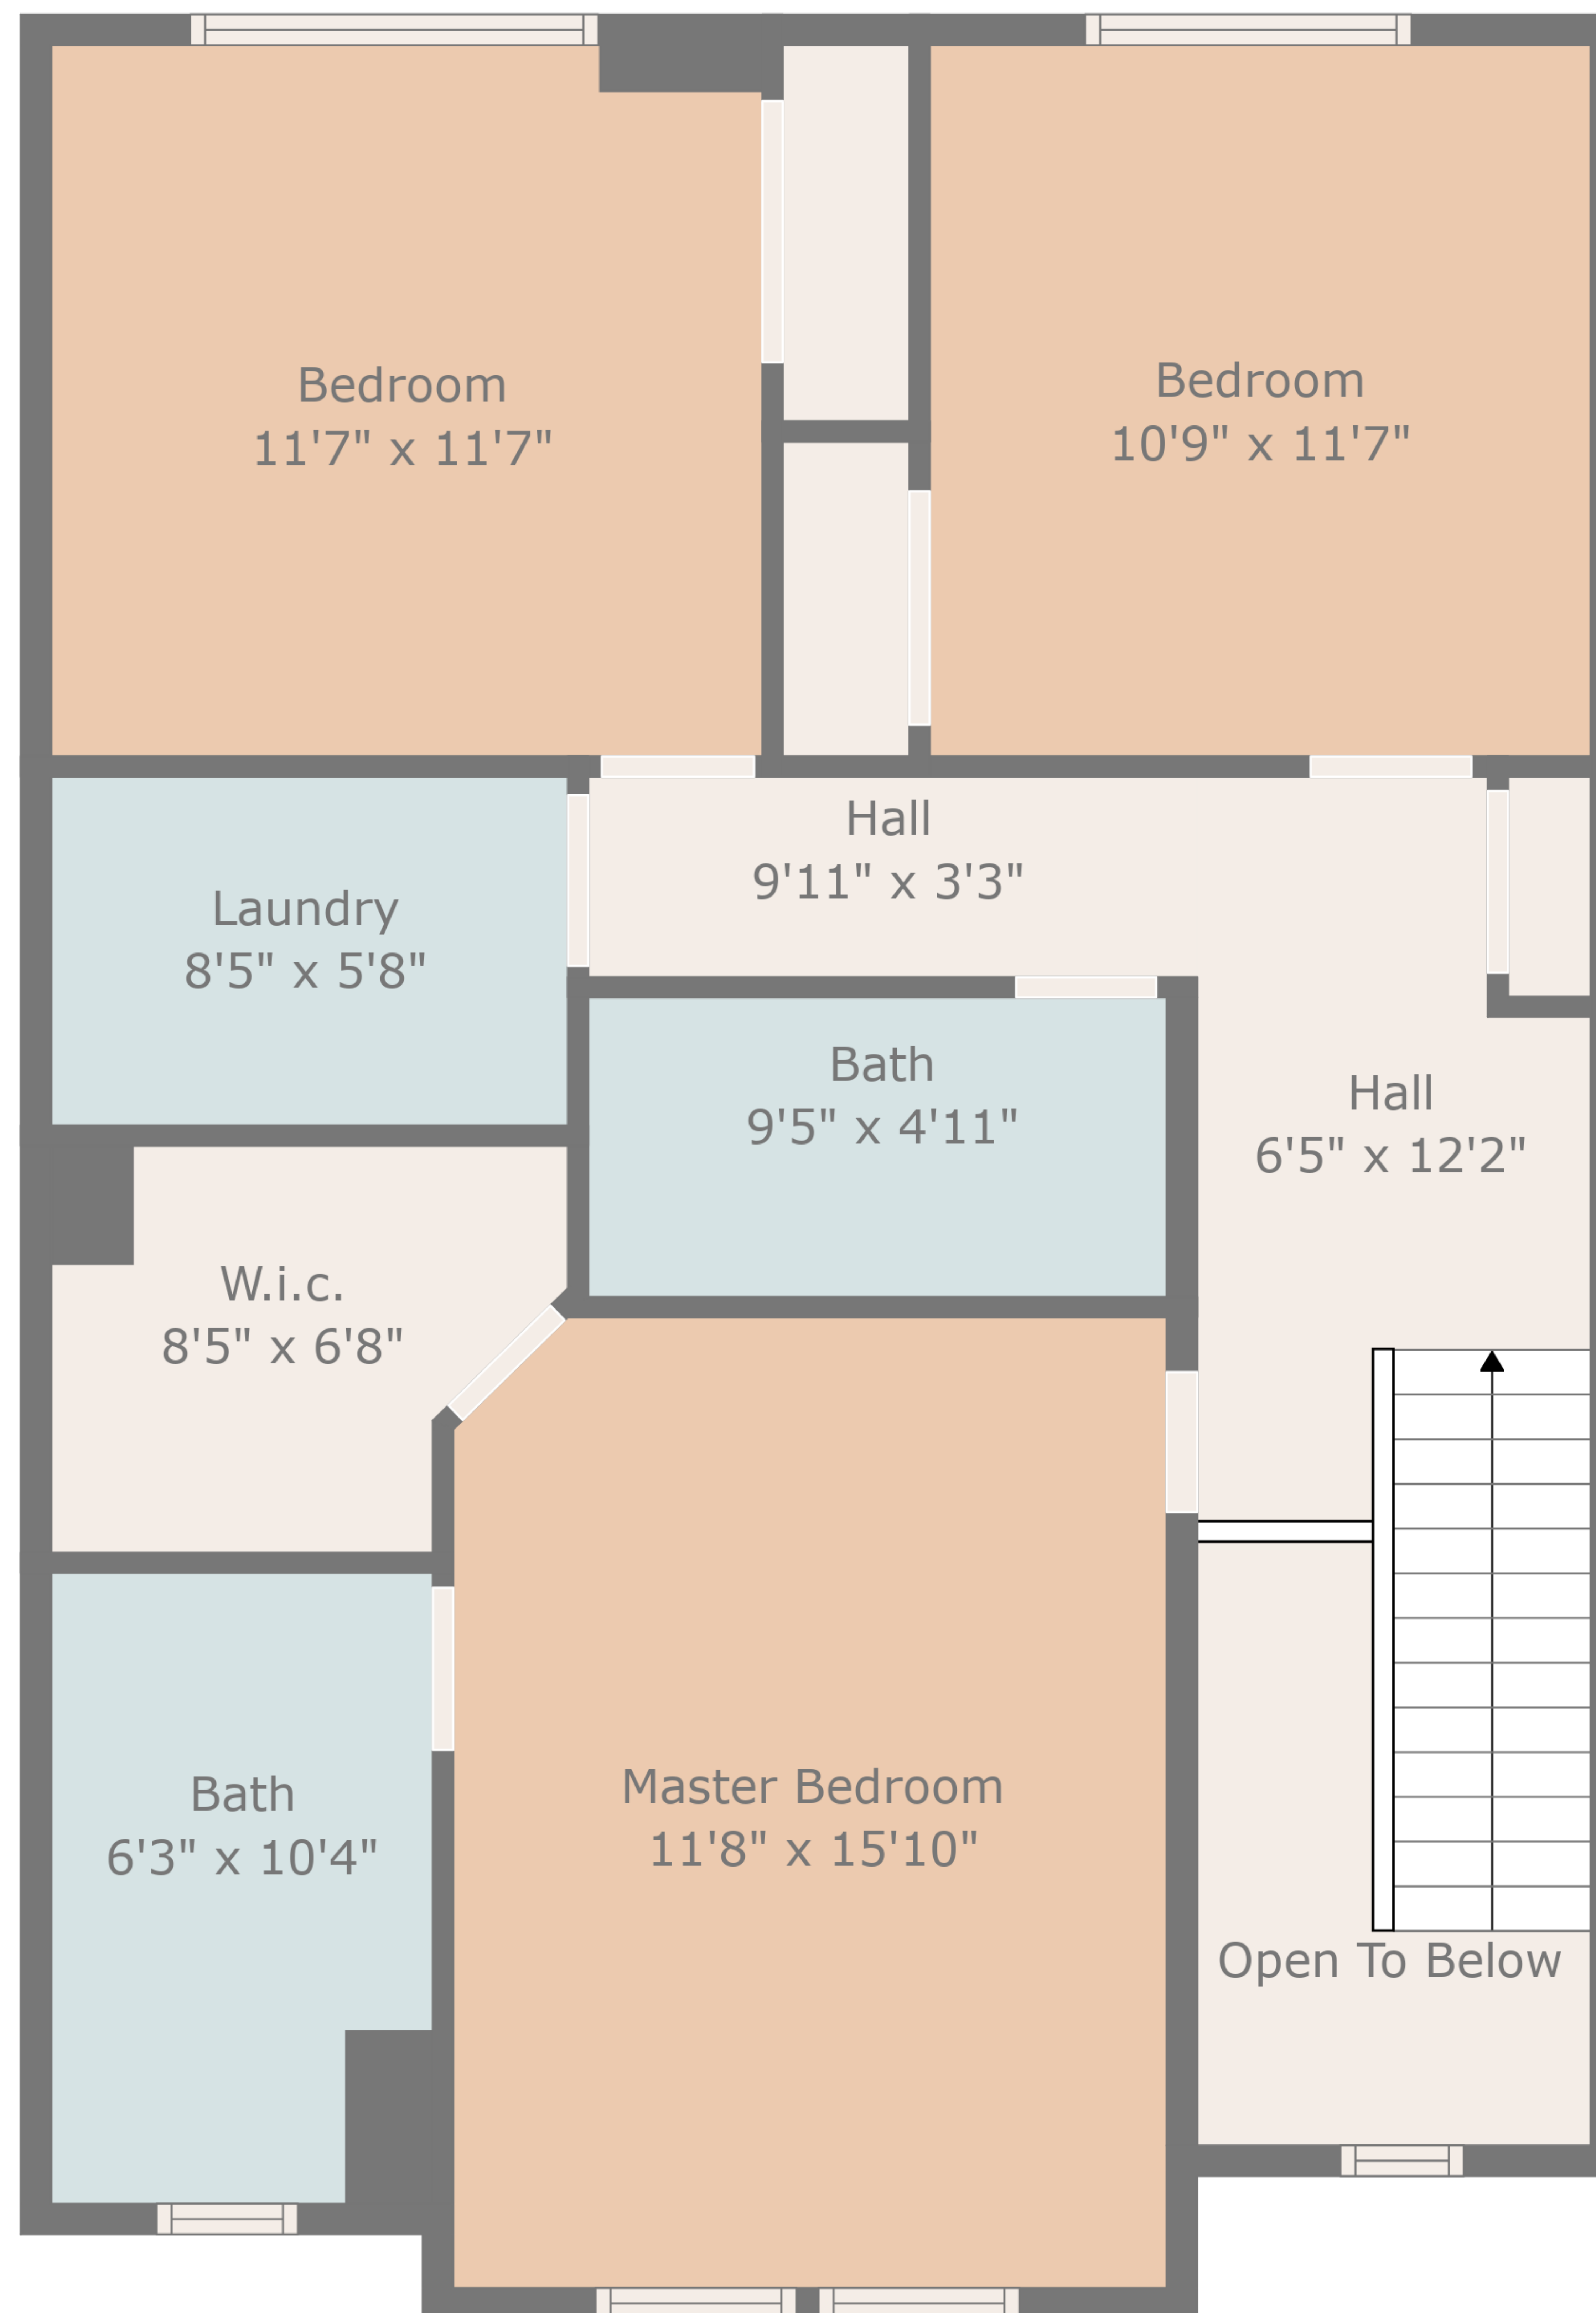 Bedroom
11'7" x 11'7"
Bedroom
10'9" x 11'7"
Hall
9'11" x 3'3"
Laundry
8'5" x 5'8"
Bath
9'5" x 4'11"
Hall
6'5" x 12'2"
W.i.c.
8'5" x 6'8"
Bath
6'3" x 10'4"
Master Bedroom
11'8" x 15'10"
Open To Below